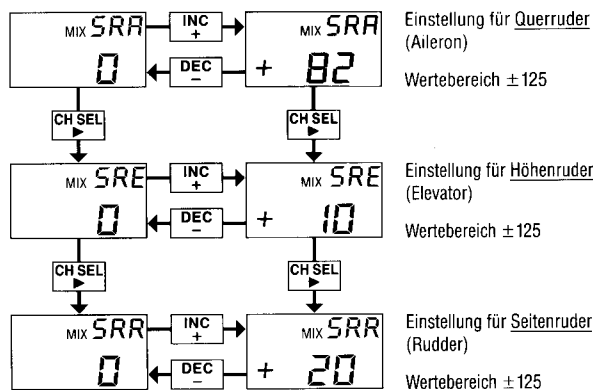 MIX SRA
0
INC
+
DEC
−
MIX SRA
+ 82
Einstellung für Querruder
(Aileron)
Wertebereich ±125
CH SEL
CH SEL
MIX SRE
0
INC
+
DEC
−
MIX SRE
+ 10
Einstellung für Höhenruder
(Elevator)
Wertebereich ±125
CH SEL
CH SEL
MIX SRR
0
INC
+
DEC
−
MIX SRR
+ 20
Einstellung für Seitenruder
(Rudder)
Wertebereich ±125